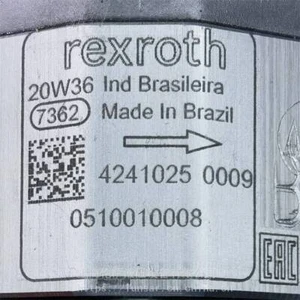 rexroth
20W36 Ind Brasileira
7362 Made In Brazil
4241025 0009
0510010008
EAC